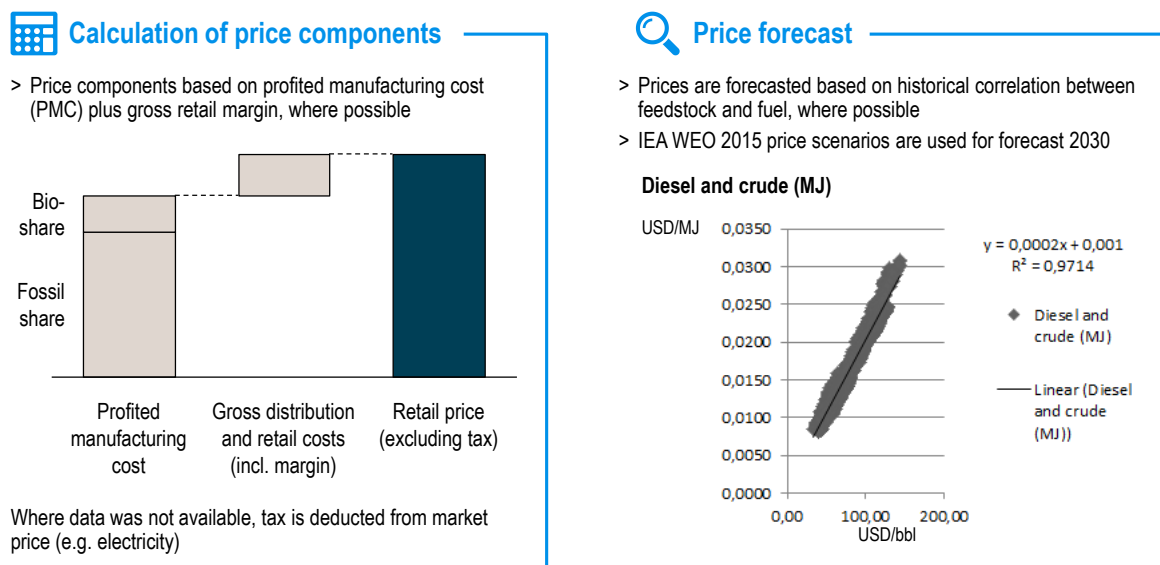 Calculation of price components
> Price components based on profited manufacturing cost
(PMC) plus gross retail margin, where possible
Bio-
share
Fossil
share
Profited
manufacturing
cost
Gross distribution
and retail costs
(incl. margin)
Retail price
(excluding tax)
Where data was not available, tax is deducted from market
price (e.g. electricity)
Price forecast
> Prices are forecasted based on historical correlation between
feedstock and fuel, where possible
> IEA WEO 2015 price scenarios are used for forecast 2030
Diesel and crude (MJ)
USD/MJ
0,0350
0,0300
0,0250
0,0200
0,0150
0,0100
0,0050
0,0000
0,00 100,00 200,00
USD/bbl
y = 0,0002x + 0,001
R² = 0,9714
Diesel and
crude (MJ)
Linear (Diesel
and crude
(MJ))